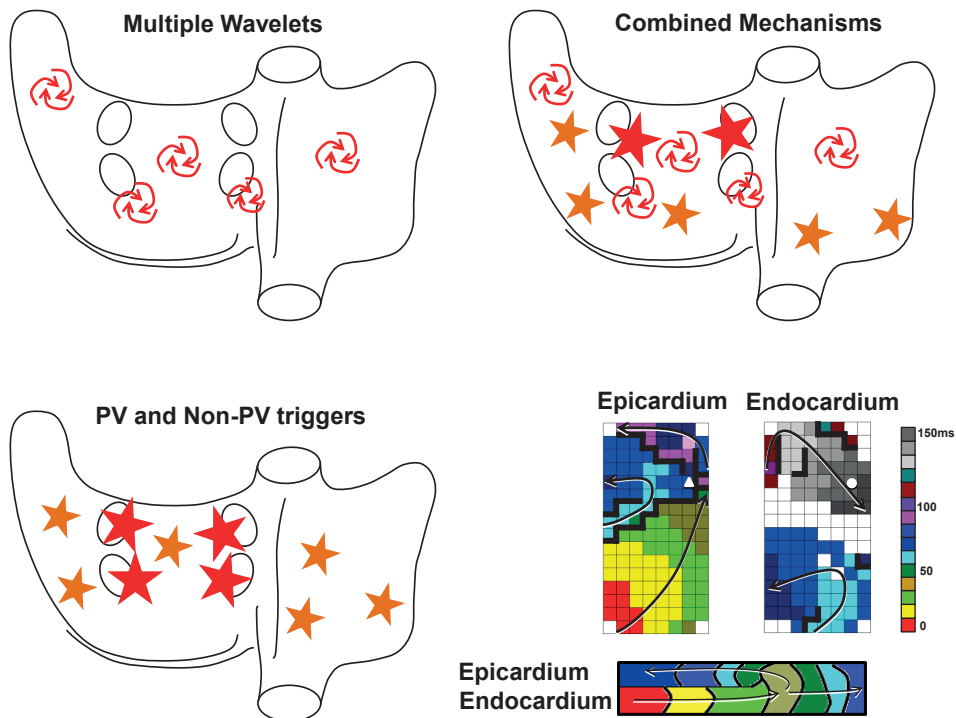 Multiple Wavelets
Combined Mechanisms
PV and Non-PV triggers
Epicardium
Endocardium
150ms
100
50
0
Epicardium
Endocardium